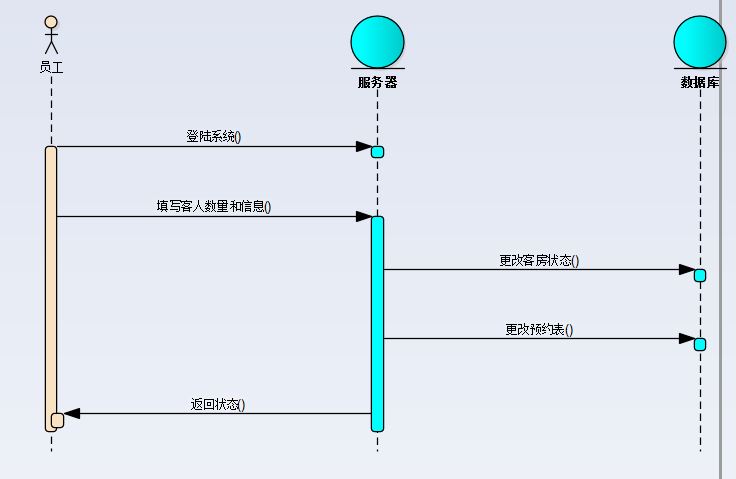 员工
服务器
数据库
登陆系统()
填写客人数量和信息()
更改客房状态()
更改预约表()
返回状态()